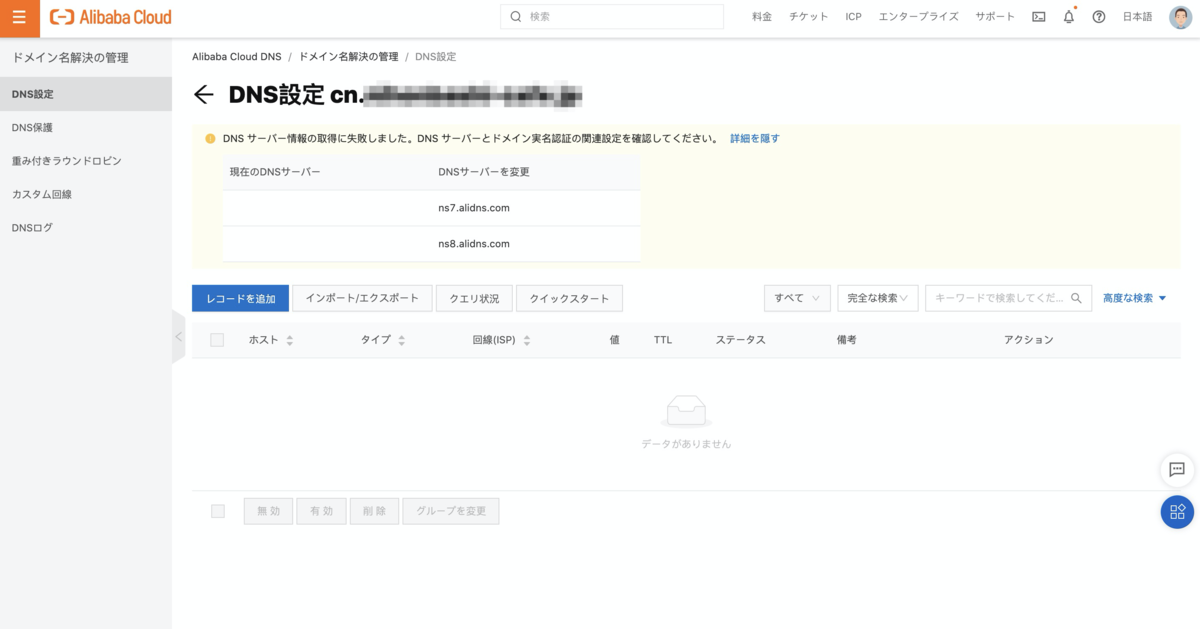 Alibaba Cloud
検索
料金 チケット ICP エンタープライズ サポート 日本語
ドメイン名解決の管理
DNS設定
DNS保護
重み付きラウンドロビン
カスタム回線
DNSログ
Alibaba Cloud DNS / ドメイン名解決の管理 / DNS設定
DNS設定 cn.
DNS サーバー情報の取得に失敗しました。DNS サーバーとドメイン実名認証の関連設定を確認してください。 詳細を隠す
現在のDNSサーバー DNSサーバーを変更
ns7.alidns.com
ns8.alidns.com
レコードを追加 インポート/エクスポート クエリ状況 クイックスタート すべて 完全な検索 キーワードで検索してくだ... 高度な検索
ホスト タイプ 回線(ISP) 値 TTL ステータス 備考 アクション
データがありません
無効 有効 削除 グループを変更